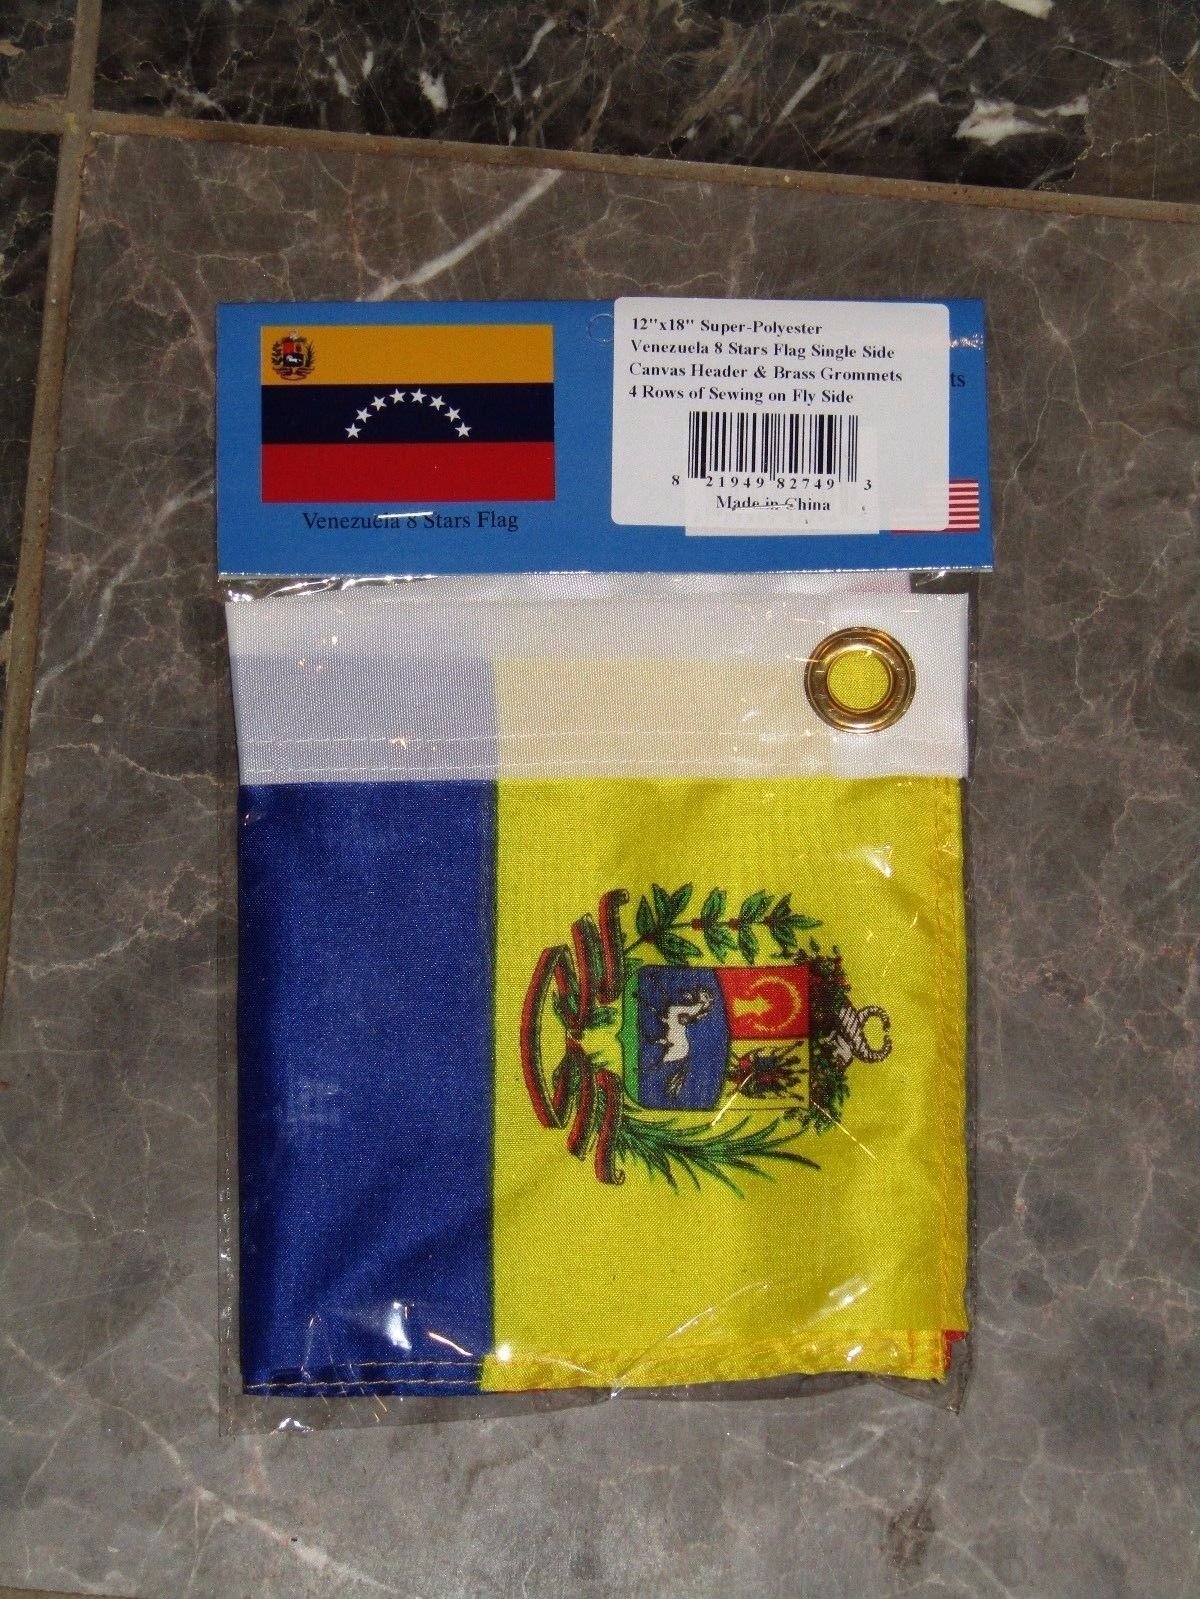 12"x18" Super-Polyester
Venezuela 8 Stars Flag Single Side
Canvas Header & Brass Grommets
4 Rows of Sewing on Fly Side
8 21949 82749 3
Made in China
Venezuela 8 Stars Flag